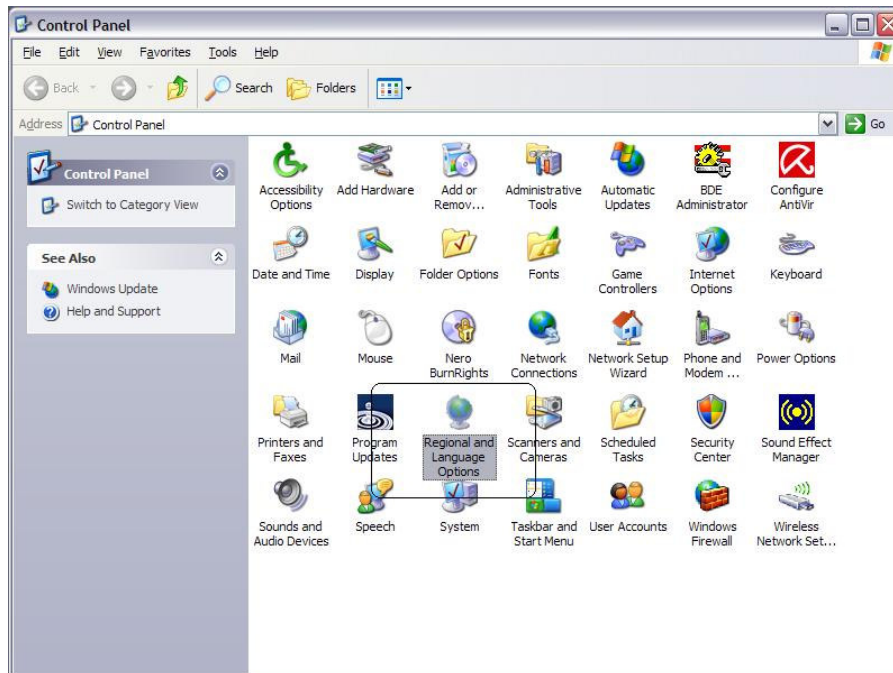 Control Panel
File Edit View Favorites Tools Help
Back Search Folders
Address Control Panel Go
Control Panel
Switch to Category View
See Also
Windows Update
Help and Support
Accessibility Options
Add Hardware
Add or Remov...
Administrative Tools
Automatic Updates
BDE Administrator
Configure AntiVir
Date and Time
Display
Folder Options
Fonts
Game Controllers
Internet Options
Keyboard
Mail
Mouse
Nero BurnRights
Network Connections
Network Setup Wizard
Phone and Modem ...
Power Options
Printers and Faxes
Program Updates
Regional and Language Options
Scanners and Cameras
Scheduled Tasks
Security Center
Sound Effect Manager
Sounds and Audio Devices
Speech
System
Taskbar and Start Menu
User Accounts
Windows Firewall
Wireless Network Set...